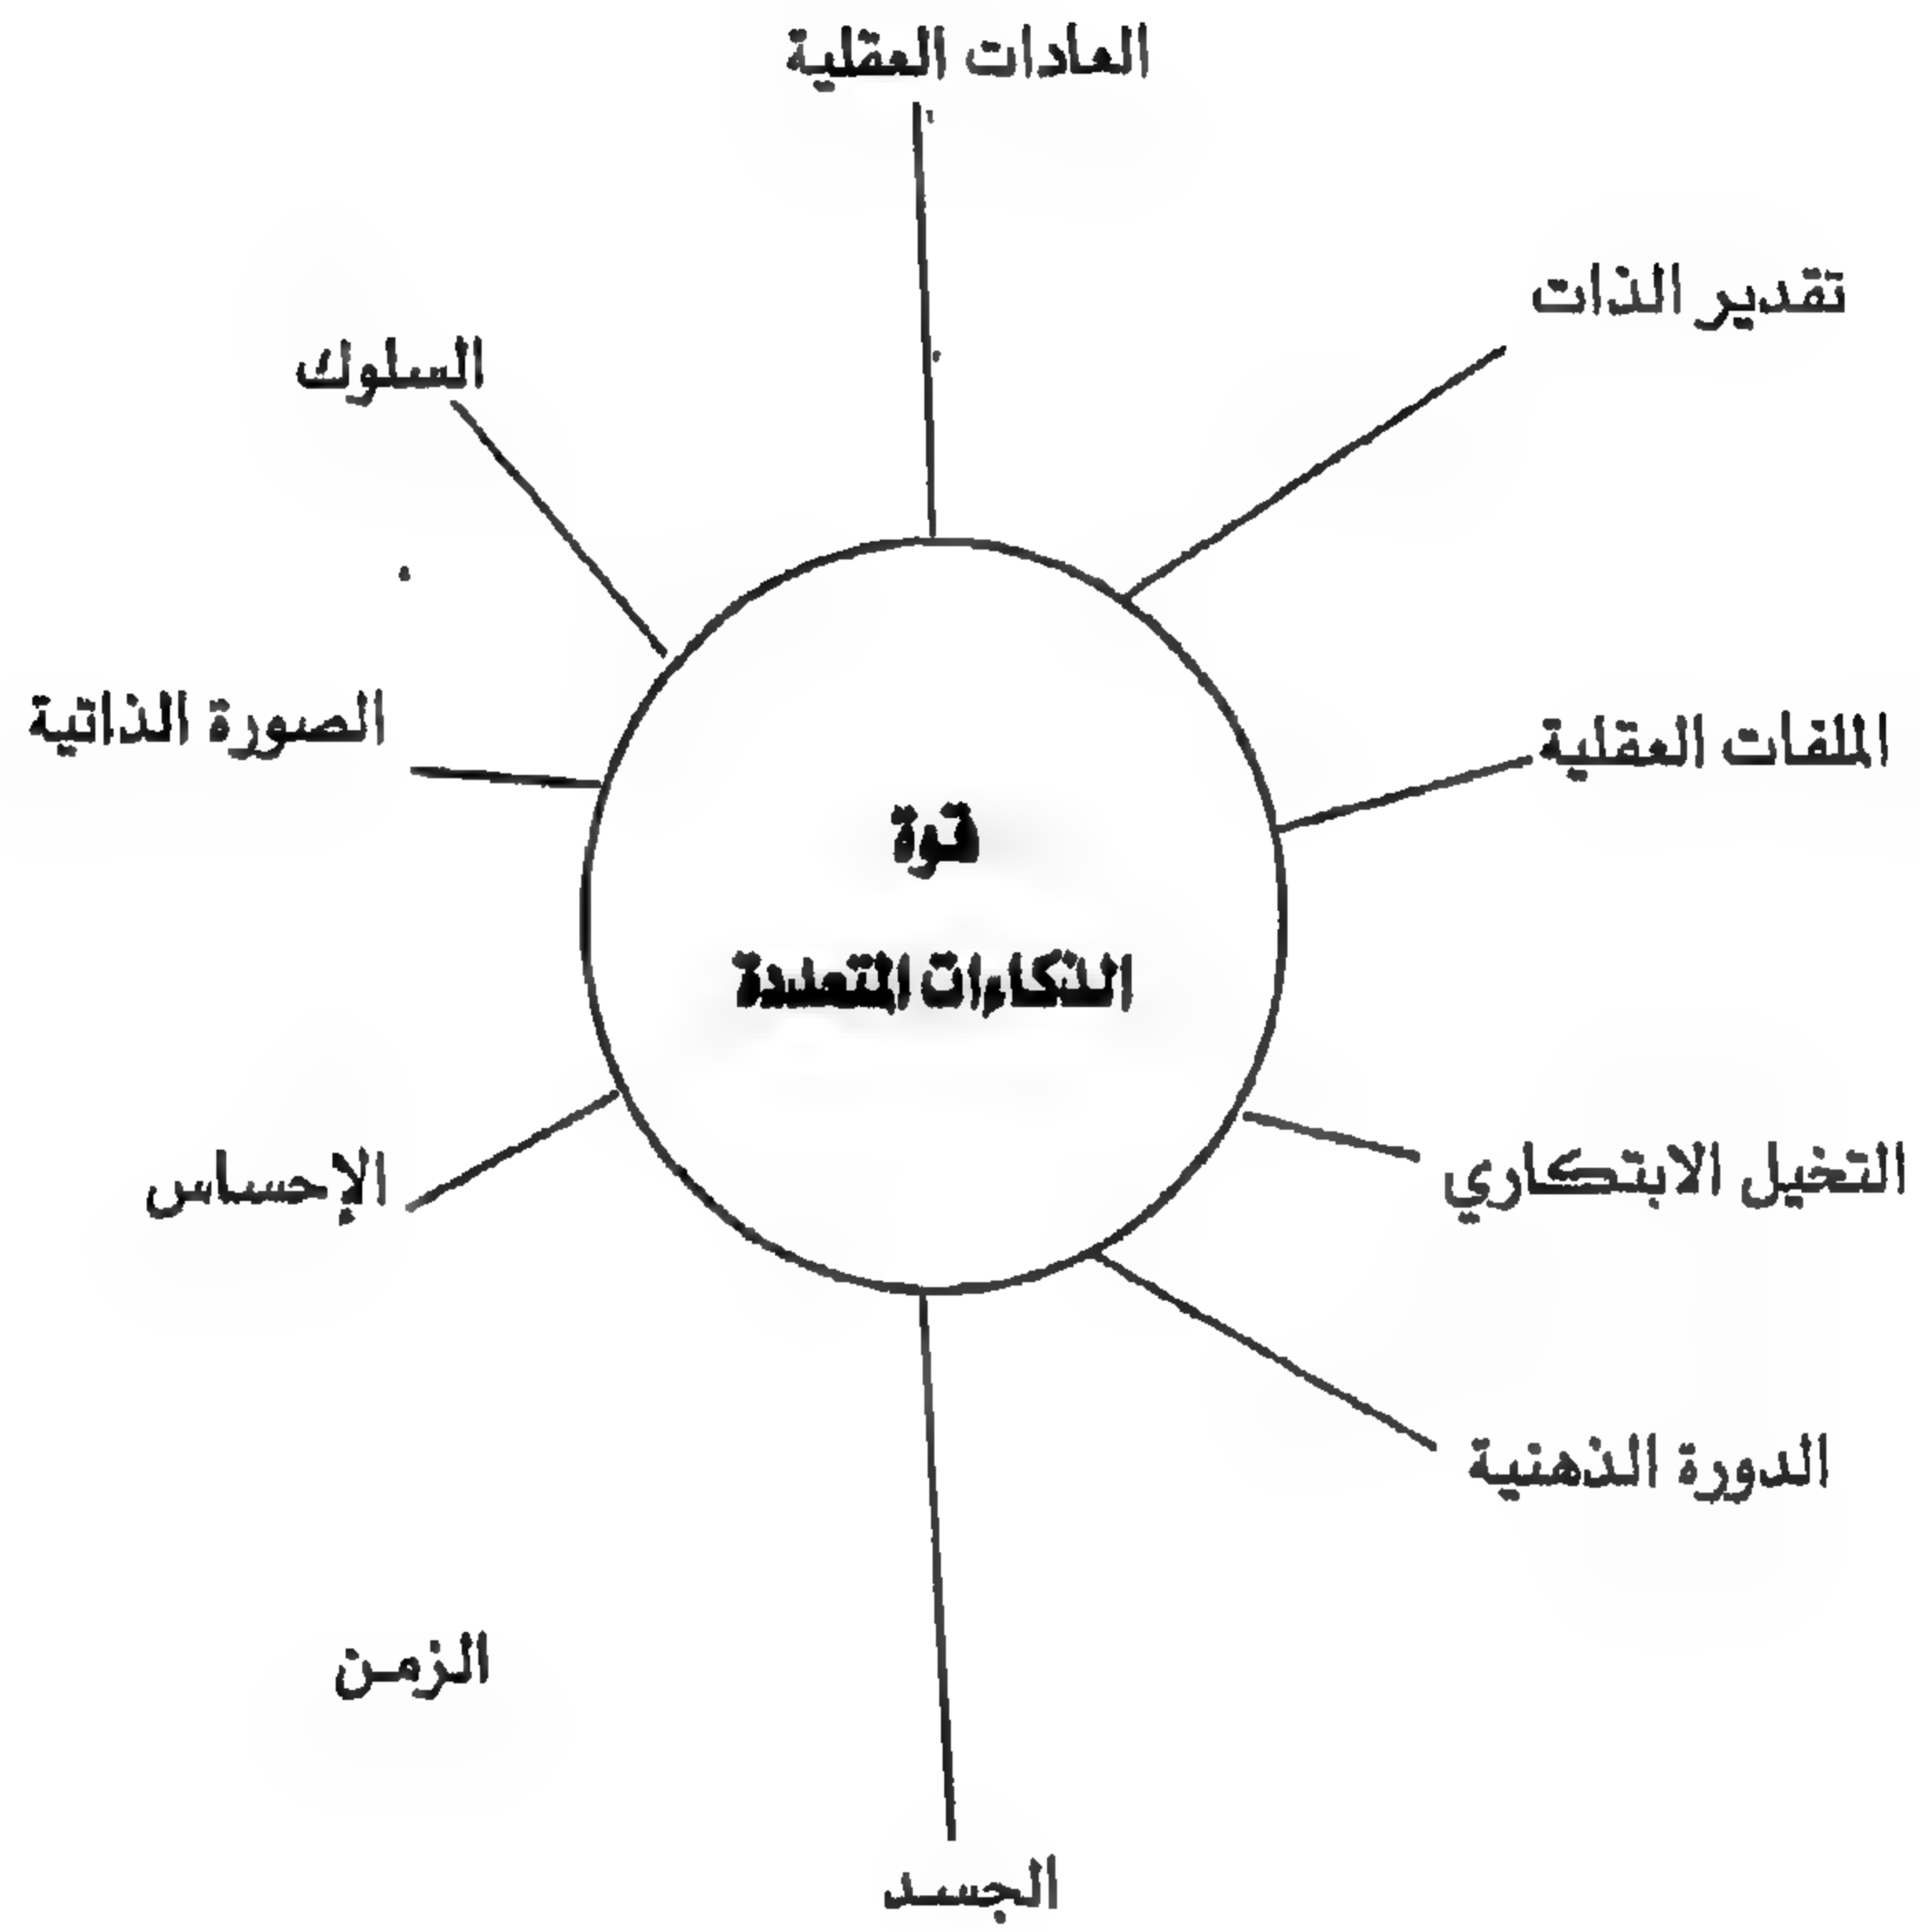 العادات العقلية
تقدير الذات
السلوك
الصورة الذاتية
الملفات العقلية
قوة
الذكاءات المتعددة
الإحساس
التخيل الابتكاري
الدورة الذهنية
الزمن
الجسد